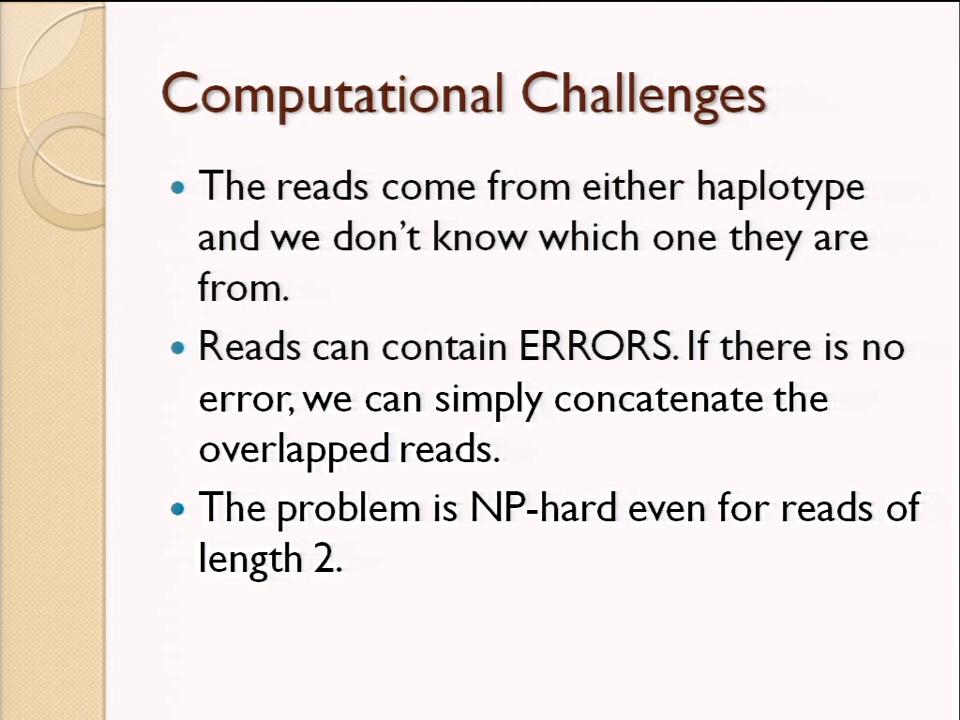 Computational Challenges
• The reads come from either haplotype
and we don’t know which one they are
from.
• Reads can contain ERRORS. If there is no
error, we can simply concatenate the
overlapped reads.
• The problem is NP-hard even for reads of
length 2.